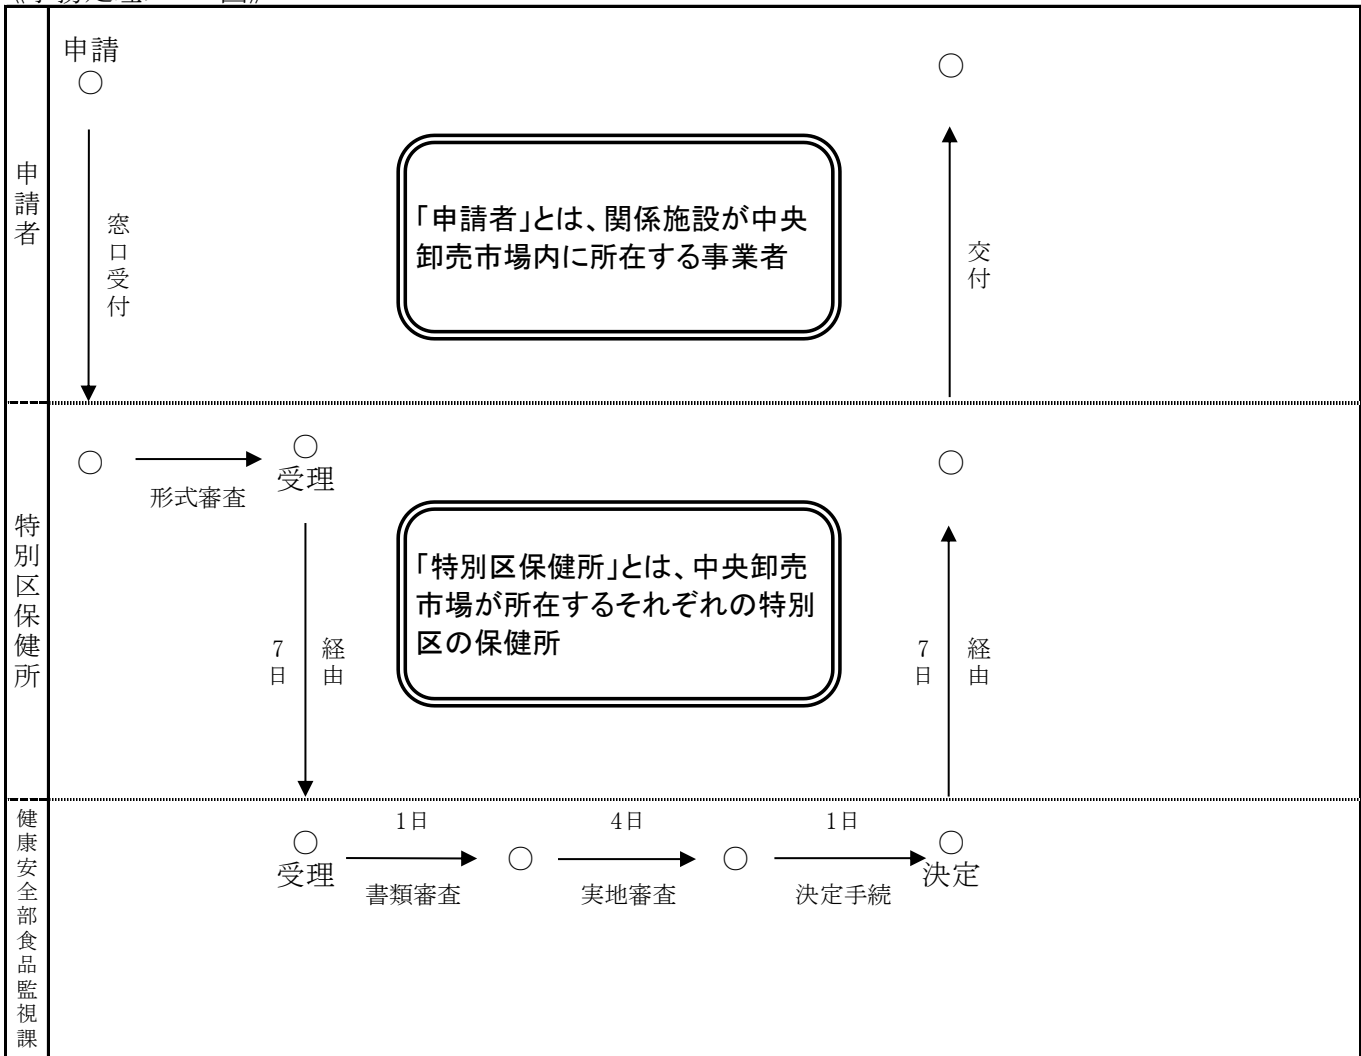 申請
申請者
窓口受付
「申請者」とは、関係施設が中央
卸売市場内に所在する事業者
交付
特別区保健所
形式審査
受理
7日
経由
「特別区保健所」とは、中央卸売
市場が所在するそれぞれの特別
区の保健所
7日
経由
健康安全部食品監視課
受理
1日
書類審査
4日
実地審査
1日
決定手続
決定